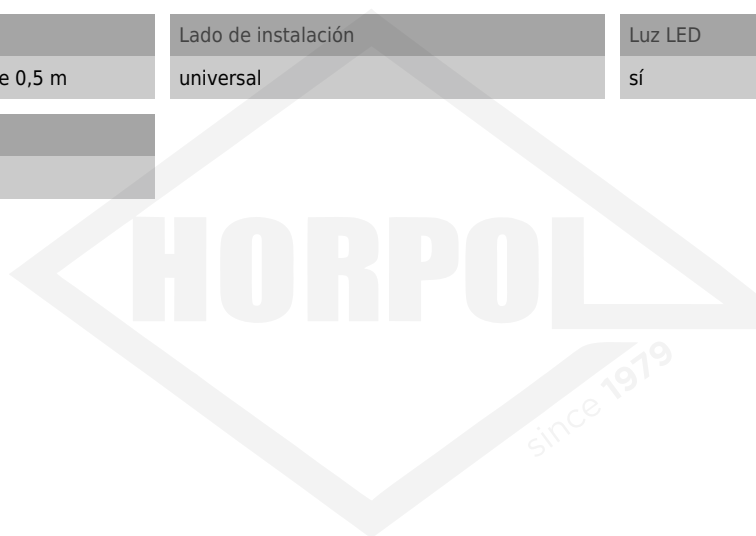 Lado de instalación
Luz LED
e 0,5 m
universal
sí
HORPOL
since 1979